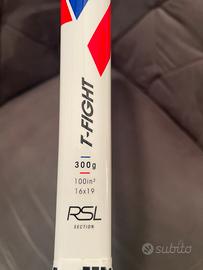 T-FIGHT
300g
100in²
16x19
RSL
SECTION
subito